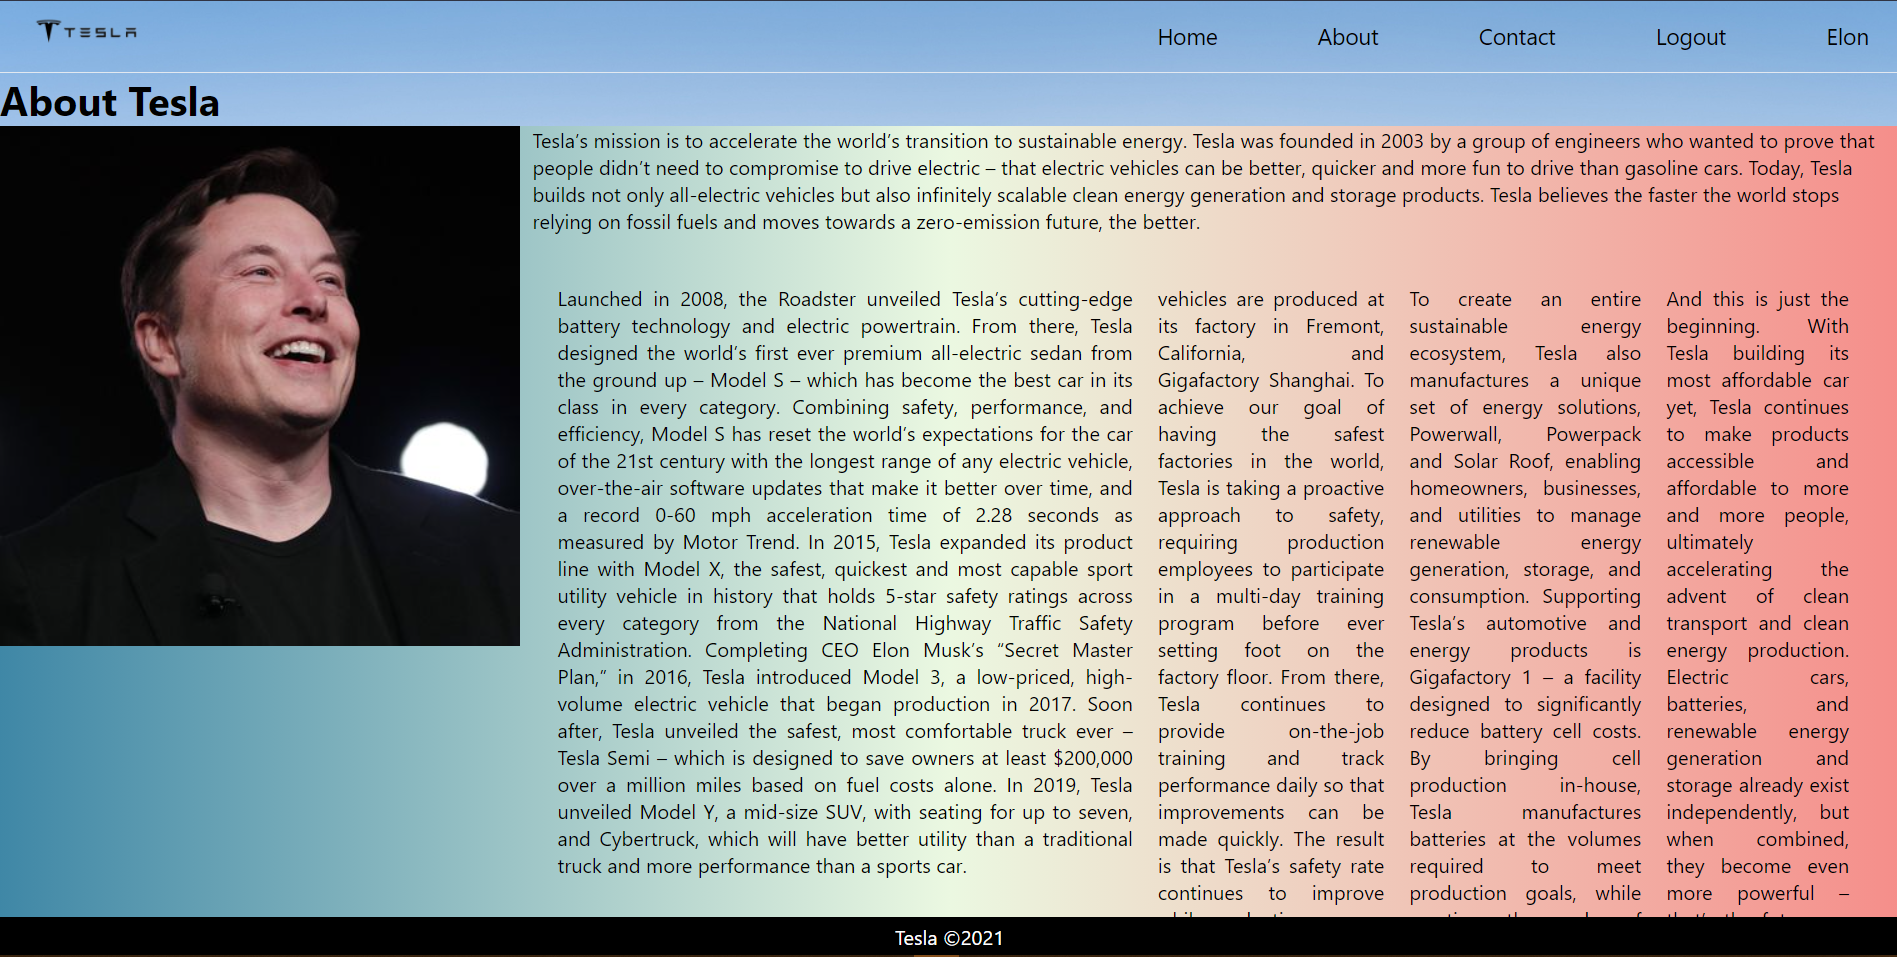 TESLA
Home
About
Contact
Logout
Elon
About Tesla
Tesla’s mission is to accelerate the world’s transition to sustainable energy. Tesla was founded in 2003 by a group of engineers who wanted to prove that
people didn’t need to compromise to drive electric – that electric vehicles can be better, quicker and more fun to drive than gasoline cars. Today, Tesla
builds not only all-electric vehicles but also infinitely scalable clean energy generation and storage products. Tesla believes the faster the world stops
relying on fossil fuels and moves towards a zero-emission future, the better.
Launched in 2008, the Roadster unveiled Tesla’s cutting-edge
battery technology and electric powertrain. From there, Tesla
designed the world’s first ever premium all-electric sedan from
the ground up – Model S – which has become the best car in its
class in every category. Combining safety, performance, and
efficiency, Model S has reset the world’s expectations for the car
of the 21st century with the longest range of any electric vehicle,
over-the-air software updates that make it better over time, and
a record 0-60 mph acceleration time of 2.28 seconds as
measured by Motor Trend. In 2015, Tesla expanded its product
line with Model X, the safest, quickest and most capable sport
utility vehicle in history that holds 5-star safety ratings across
every category from the National Highway Traffic Safety
Administration. Completing CEO Elon Musk’s “Secret Master
Plan,” in 2016, Tesla introduced Model 3, a low-priced, high-
volume electric vehicle that began production in 2017. Soon
after, Tesla unveiled the safest, most comfortable truck ever –
Tesla Semi – which is designed to save owners at least $200,000
over a million miles based on fuel costs alone. In 2019, Tesla
unveiled Model Y, a mid-size SUV, with seating for up to seven,
and Cybertruck, which will have better utility than a traditional
truck and more performance than a sports car.
vehicles are produced at
its factory in Fremont,
California, and
Gigafactory Shanghai. To
achieve our goal of
having the safest
factories in the world,
Tesla is taking a proactive
approach to safety,
requiring production
employees to participate
in a multi-day training
program before ever
setting foot on the
factory floor. From there,
Tesla continues to
provide on-the-job
training and track
performance daily so that
improvements can be
made quickly. The result
is that Tesla’s safety rate
continues to improve
To create an entire
sustainable energy
ecosystem, Tesla also
manufactures a unique
set of energy solutions,
Powerwall, Powerpack
and Solar Roof, enabling
homeowners, businesses,
and utilities to manage
renewable energy
generation, storage, and
consumption. Supporting
Tesla’s automotive and
energy products is
Gigafactory 1 – a facility
designed to significantly
reduce battery cell costs.
By bringing cell
production in-house,
Tesla manufactures
batteries at the volumes
required to meet
production goals, while
And this is just the
beginning. With
Tesla building its
most affordable car
yet, Tesla continues
to make products
accessible and
affordable to more
and more people,
ultimately
accelerating the
advent of clean
transport and clean
energy production.
Electric cars,
batteries, and
renewable energy
generation and
storage already exist
independently, but
when combined,
they become even
more powerful –
Tesla ©2021